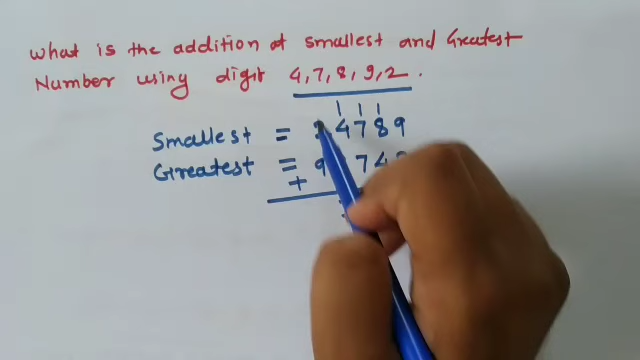 What is the addition of smallest and Greatest
Number using digit 4,7,8,9,2.
1 1 1
Smallest = 4789
Greatest = 9 74
+